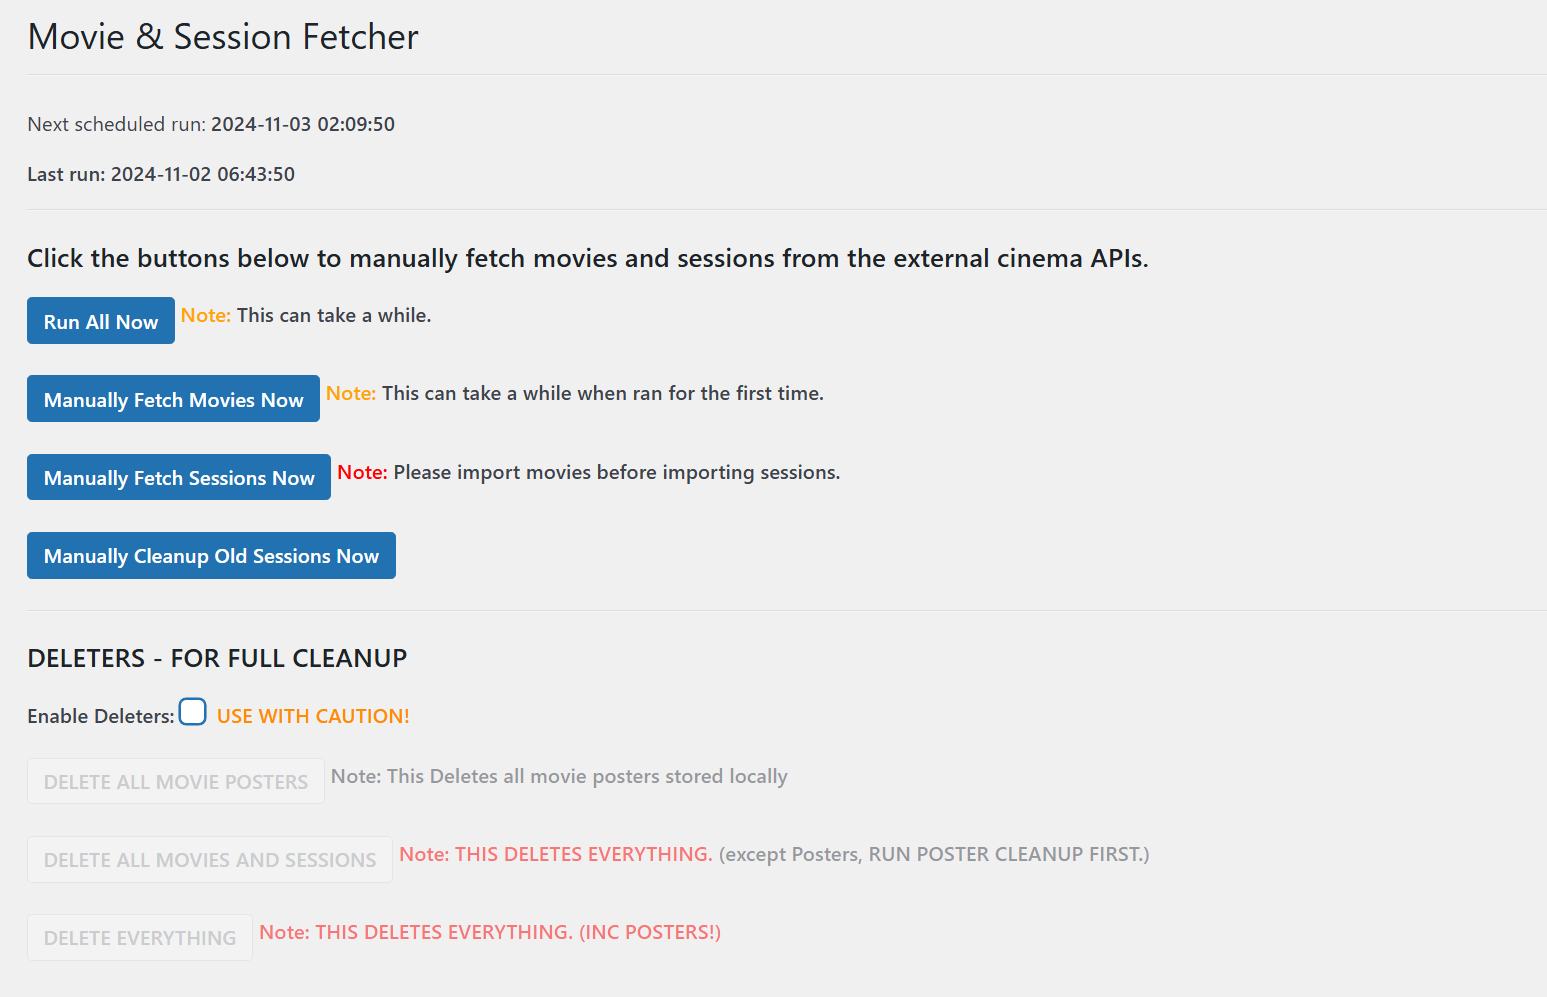 Movie & Session Fetcher
Next scheduled run: 2024-11-03 02:09:50
Last run: 2024-11-02 06:43:50
Click the buttons below to manually fetch movies and sessions from the external cinema APIs.
Run All Now Note: This can take a while.
Manually Fetch Movies Now Note: This can take a while when ran for the first time.
Manually Fetch Sessions Now Note: Please import movies before importing sessions.
Manually Cleanup Old Sessions Now
DELETERS - FOR FULL CLEANUP
Enable Deleters: USE WITH CAUTION!
DELETE ALL MOVIE POSTERS Note: This Deletes all movie posters stored locally
DELETE ALL MOVIES AND SESSIONS Note: THIS DELETES EVERYTHING. (except Posters, RUN POSTER CLEANUP FIRST.)
DELETE EVERYTHING Note: THIS DELETES EVERYTHING. (INC POSTERS!)